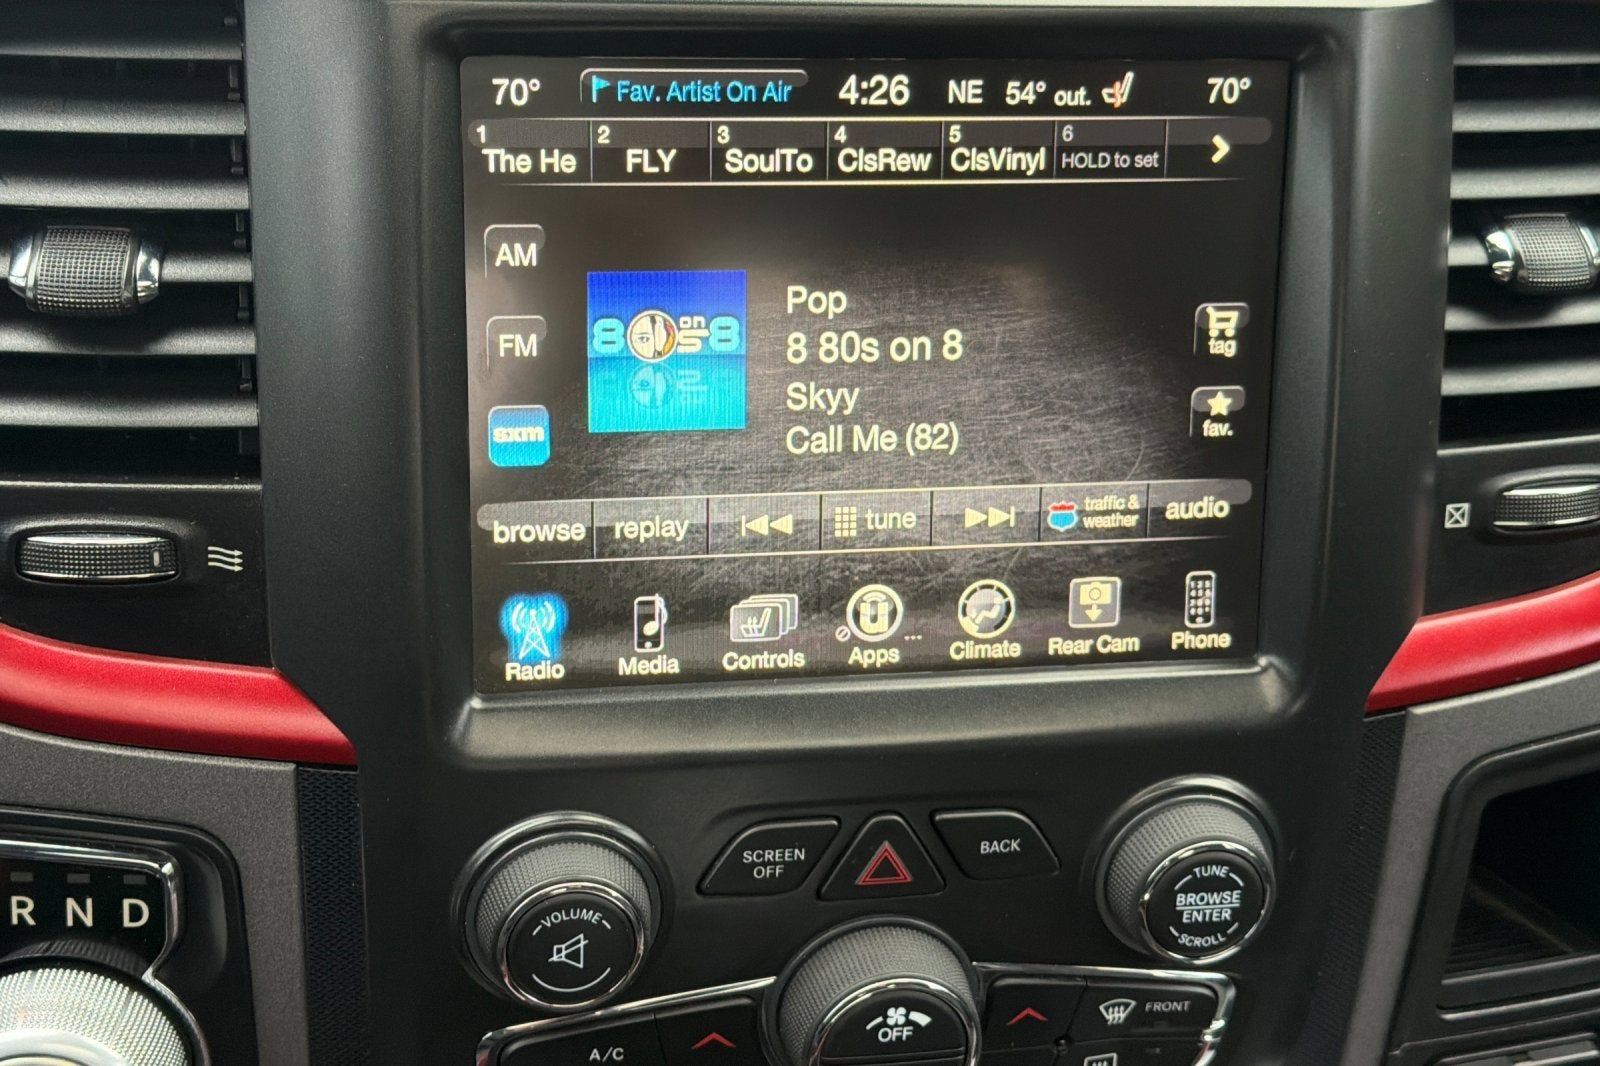 70° Fav. Artist On Air 4:26 NE 54° out. 70°
1 2 3 4 5 6
The He FLY SoulTo ClsRew ClsVinyl HOLD to set
AM
FM
sxm
80s on 8
Pop
8 80s on 8
Skyy
Call Me (82)
tag
fav.
browse replay tune traffic & weather audio
Radio Media Controls Apps Climate Rear Cam Phone
SCREEN OFF
BACK
VOLUME
TUNE
BROWSE
ENTER
SCROLL
R N D
OFF
A/C
FRONT